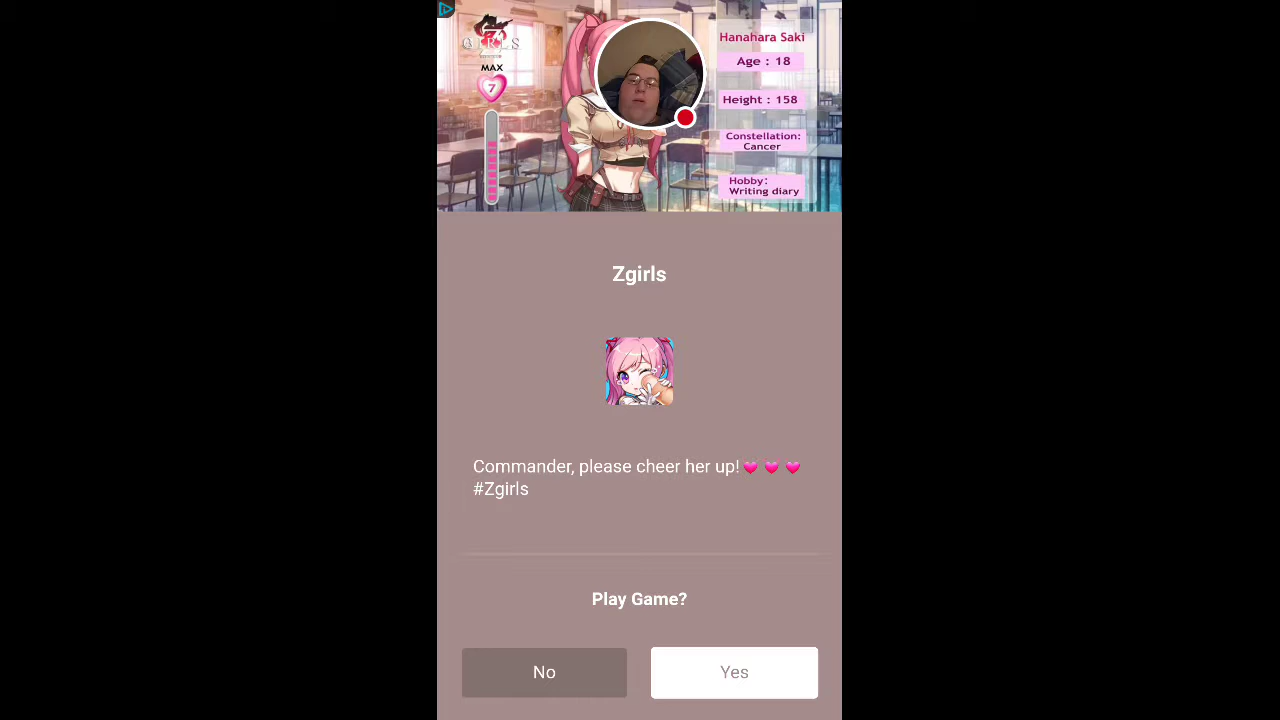 GIRLS
MAX
7
Hanahara Saki
Age : 18
Height : 158
Constellation:
Cancer
Hobby:
Writing diary
Zgirls
Commander, please cheer her up!💓 💓 💓
#Zgirls
Play Game?
No
Yes